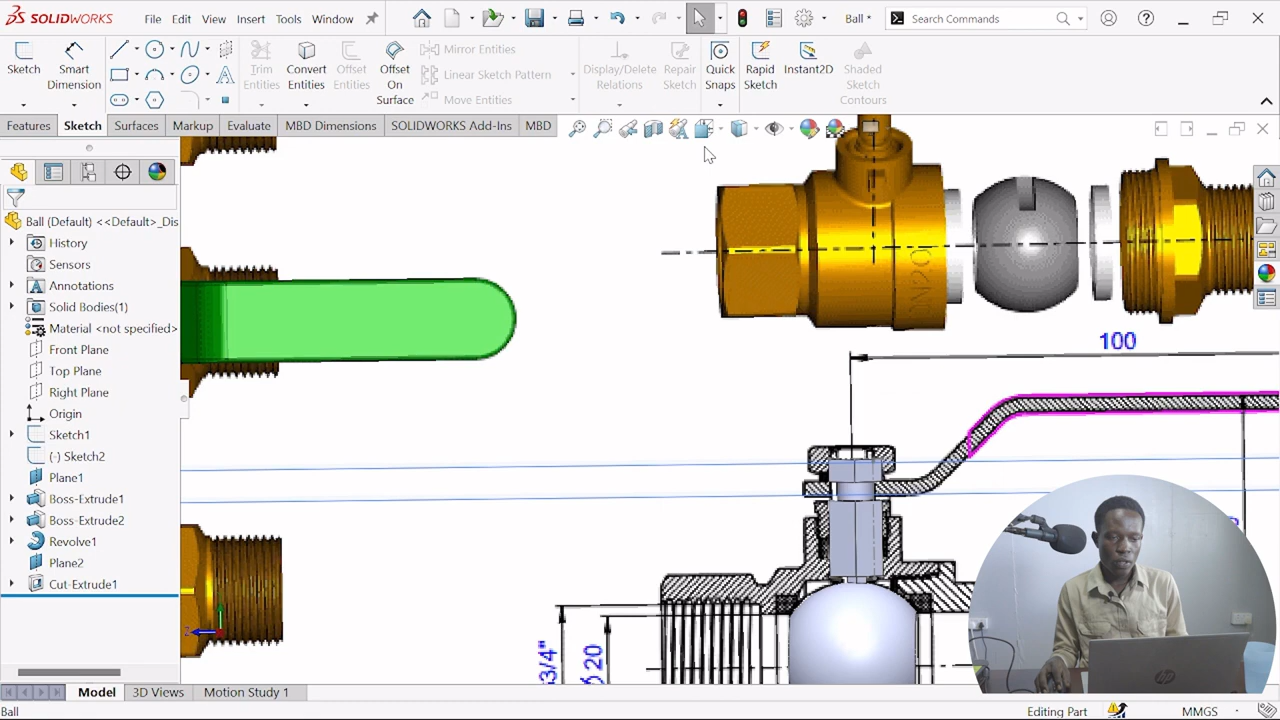 SOLIDWORKS File Edit View Insert Tools Window Ball * Search Commands
Sketch Smart Dimension Trim Entities Convert Entities Offset Entities Offset On Surface Mirror Entities Linear Sketch Pattern Move Entities Display/Delete Relations Repair Sketch Quick Snaps Rapid Sketch Instant2D Shaded Sketch Contours
Features Sketch Surfaces Markup Evaluate MBD Dimensions SOLIDWORKS Add-Ins MBD
Ball (Default) <<Default>_Dis
History
Sensors
Annotations
Solid Bodies(1)
Material <not specified>
Front Plane
Top Plane
Right Plane
Origin
Sketch1
(-) Sketch2
Plane1
Boss-Extrude1
Boss-Extrude2
Revolve1
Plane2
Cut-Extrude1
DN20
100
3/4"
20
Z
Model 3D Views Motion Study 1
Ball Editing Part MMGS